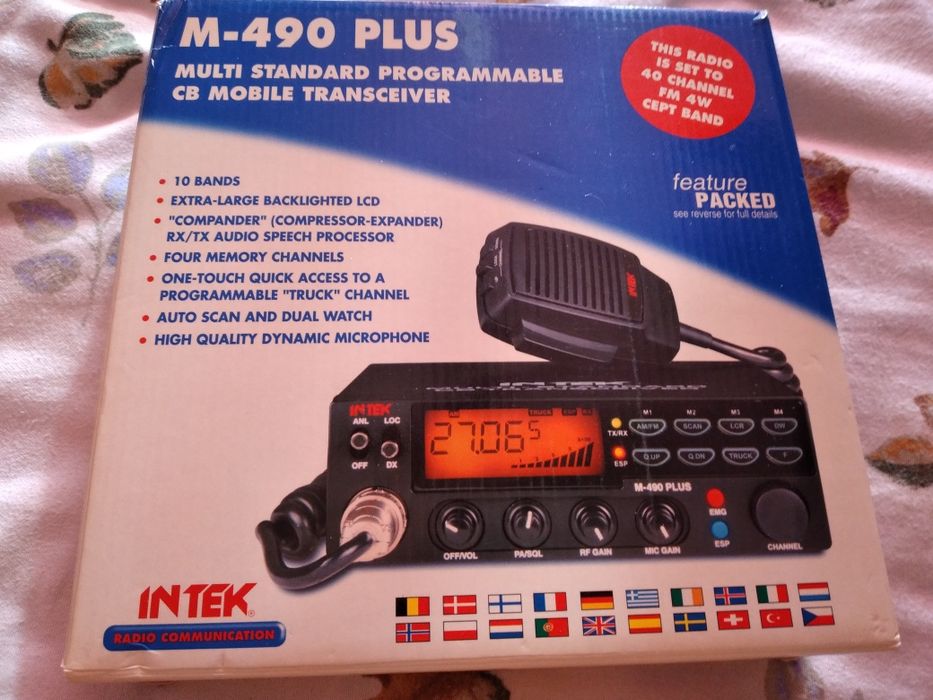 M-490 PLUS
MULTI STANDARD PROGRAMMABLE
CB MOBILE TRANSCEIVER
THIS RADIO
IS SET TO
40 CHANNEL
FM 4W
CEPT BAND
feature
PACKED
see reverse for full details
• 10 BANDS
• EXTRA-LARGE BACKLIGHTED LCD
• "COMPANDER" (COMPRESSOR-EXPANDER)
RX/TX AUDIO SPEECH PROCESSOR
• FOUR MEMORY CHANNELS
• ONE-TOUCH QUICK ACCESS TO A
PROGRAMMABLE "TRUCK" CHANNEL
• AUTO SCAN AND DUAL WATCH
• HIGH QUALITY DYNAMIC MICROPHONE
INTEK
INTEK
INTEK
ANL LOC
OFF DX
AM TRUCK ESP
27.065
TX/RX
ESP
M1 M2 M3 M4
AM/FM SCAN LCR DW
Q.UP Q.DN TRUCK F
M-490 PLUS
EMG
ESP
OFF/VOL PA/SQL RF GAIN MIC GAIN CHANNEL
INTEK®
RADIO COMMUNICATION